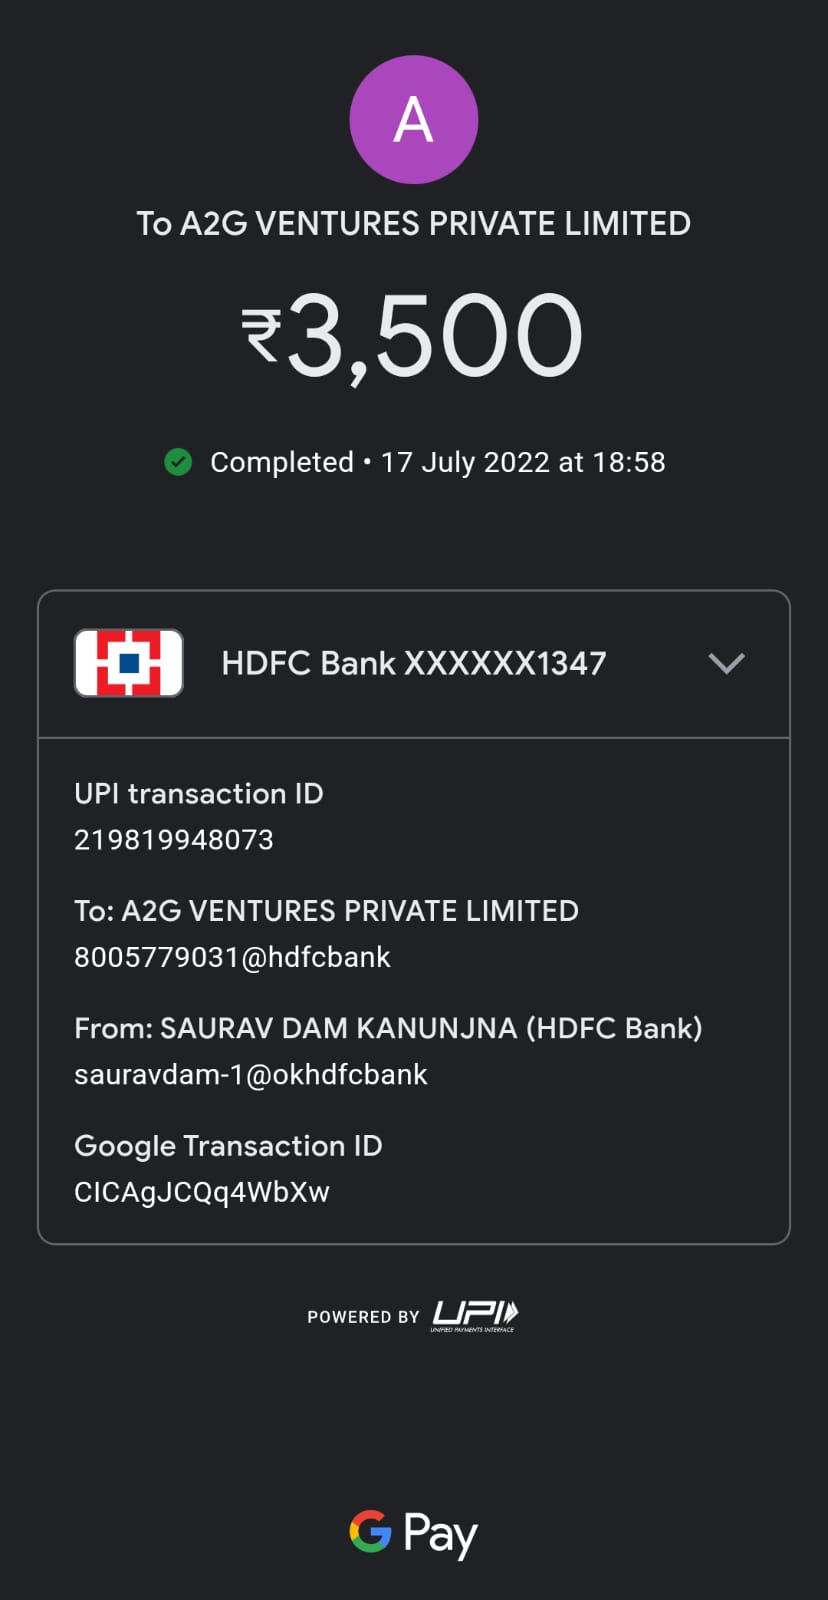 A
To A2G VENTURES PRIVATE LIMITED
₹3,500
Completed • 17 July 2022 at 18:58
HDFC Bank XXXXXX1347
UPI transaction ID
219819948073
To: A2G VENTURES PRIVATE LIMITED
8005779031@hdfcbank
From: SAURAV DAM KANUNJNA (HDFC Bank)
sauravdam-1@okhdfcbank
Google Transaction ID
CICAgJCQq4WbXw
POWERED BY UPI
UNIFIED PAYMENTS INTERFACE
G Pay